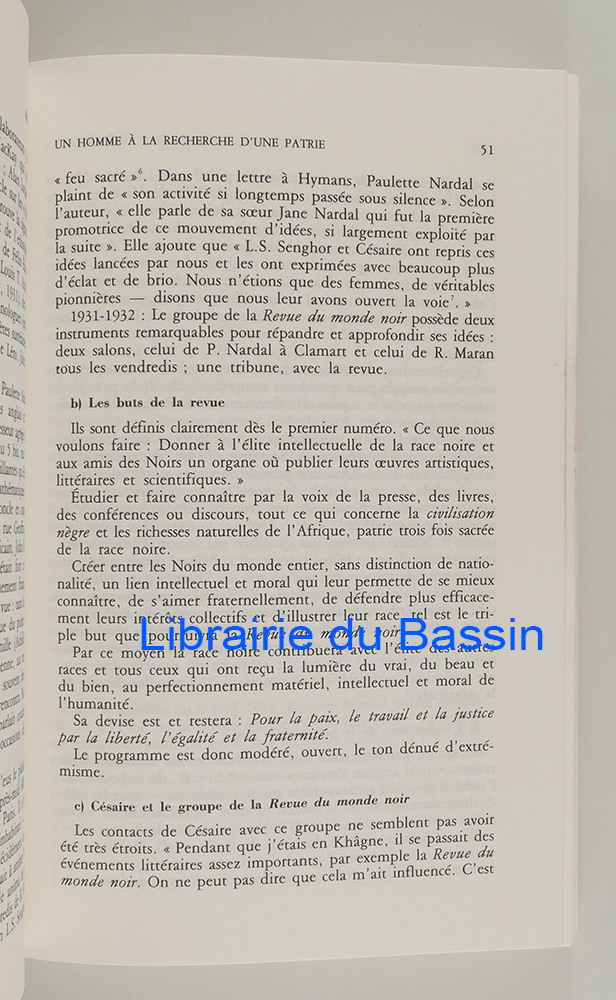 UN HOMME À LA RECHERCHE D'UNE PATRIE 51
« feu sacré »⁶. Dans une lettre à Hymans, Paulette Nardal se
plaint de « son activité si longtemps passée sous silence ». Selon
l'auteur, « elle parle de sa sœur Jane Nardal qui fut la première
promotrice de ce mouvement d'idées, si largement exploité par
la suite ». Elle ajoute que « L.S. Senghor et Césaire ont repris ces
idées lancées par nous et les ont exprimées avec beaucoup plus
d'éclat et de brio. Nous n'étions que des femmes, de véritables
pionnières — disons que nous leur avons ouvert la voie⁷. »
1931-1932 : Le groupe de la Revue du monde noir possède deux
instruments remarquables pour répandre et approfondir ses idées :
deux salons, celui de P. Nardal à Clamart et celui de R. Maran
tous les vendredis ; une tribune, avec la revue.
b) Les buts de la revue
Ils sont définis clairement dès le premier numéro. « Ce que nous
voulons faire : Donner à l'élite intellectuelle de la race noire et
aux amis des Noirs un organe où publier leurs œuvres artistiques,
littéraires et scientifiques. »
Étudier et faire connaître par la voix de la presse, des livres,
des conférences ou discours, tout ce qui concerne la civilisation
nègre et les richesses naturelles de l'Afrique, patrie trois fois sacrée
de la race noire.
Créer entre les Noirs du monde entier, sans distinction de natio-
nalité, un lien intellectuel et moral qui leur permette de se mieux
connaître, de s'aimer fraternellement, de défendre plus efficace-
ment leurs intérêts collectifs et d'illustrer leur race, tel est le tri-
ple but que poursuivra la Revue du monde noir
Librairie du Bassin
Par ce moyen la race noire contribuera avec l'élite des autres
races et tous ceux qui ont reçu la lumière du vrai, du beau et
du bien, au perfectionnement matériel, intellectuel et moral de
l'humanité.
Sa devise est et restera : Pour la paix, le travail et la justice
par la liberté, l'égalité et la fraternité.
Le programme est donc modéré, ouvert, le ton dénué d'extré-
misme.
c) Césaire et le groupe de la Revue du monde noir
Les contacts de Césaire avec ce groupe ne semblent pas avoir
été très étroits. « Pendant que j'étais en Khâgne, il se passait des
événements littéraires assez importants, par exemple la Revue du
monde noir. On ne peut pas dire que cela m'ait influencé. C'est